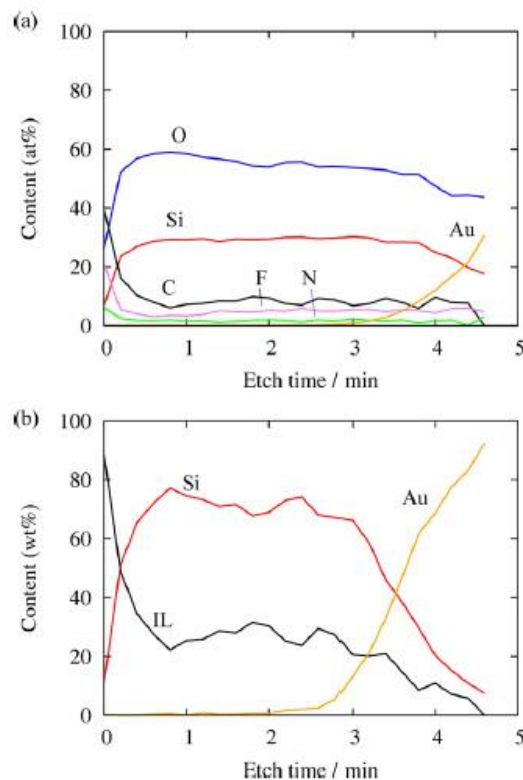 (a)
100
80
60
40
20
0
Content (at%)
O
Si
Au
C
F
N
0 1 2 3 4 5
Etch time / min
(b)
100
80
60
40
20
0
Content (wt%)
Si
Au
IL
0 1 2 3 4 5
Etch time / min